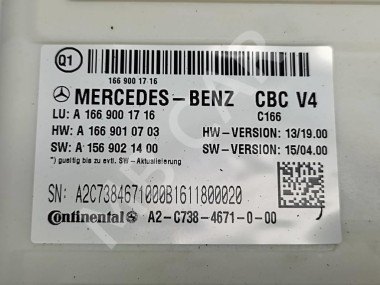 Q1
166 900 17 16
MERCEDES-BENZ CBC V4
LU: A 166 900 17 16 C166
HW: A 166 901 07 03 HW-VERSION: 13/19.00
SW: A 156 902 14 00 SW-VERSION: 15/04.00
*) gueltig bis zu evtl. SW-Aktualisierung
SN: A2C7384671000B1611800020
Continental A2-C738-4671-0-00